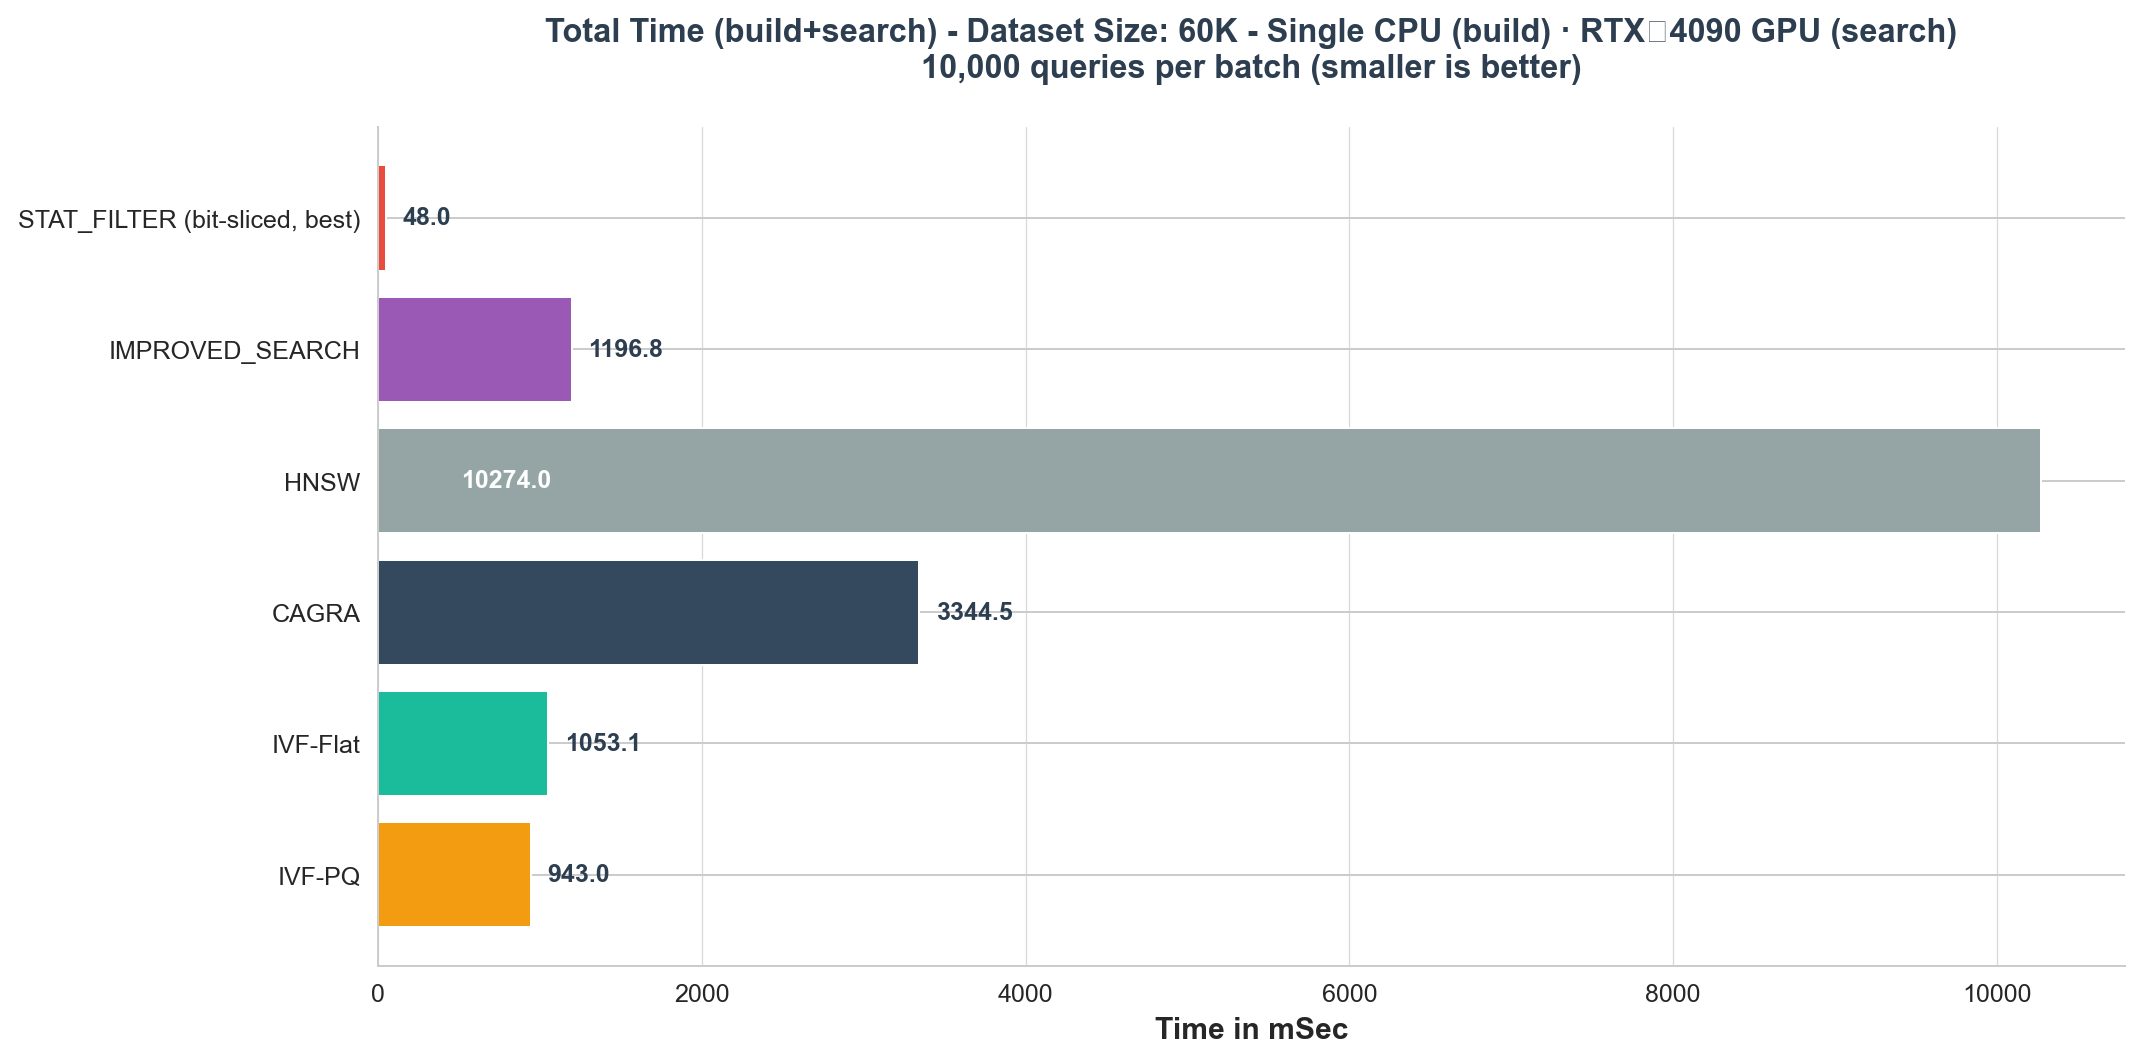 Total Time (build+search) - Dataset Size: 60K - Single CPU (build) · RTX□4090 GPU (search)
10,000 queries per batch (smaller is better)
STAT_FILTER (bit-sliced, best)
48.0
IMPROVED_SEARCH
1196.8
HNSW
10274.0
CAGRA
3344.5
IVF-Flat
1053.1
IVF-PQ
943.0
0 2000 4000 6000 8000 10000
Time in mSec